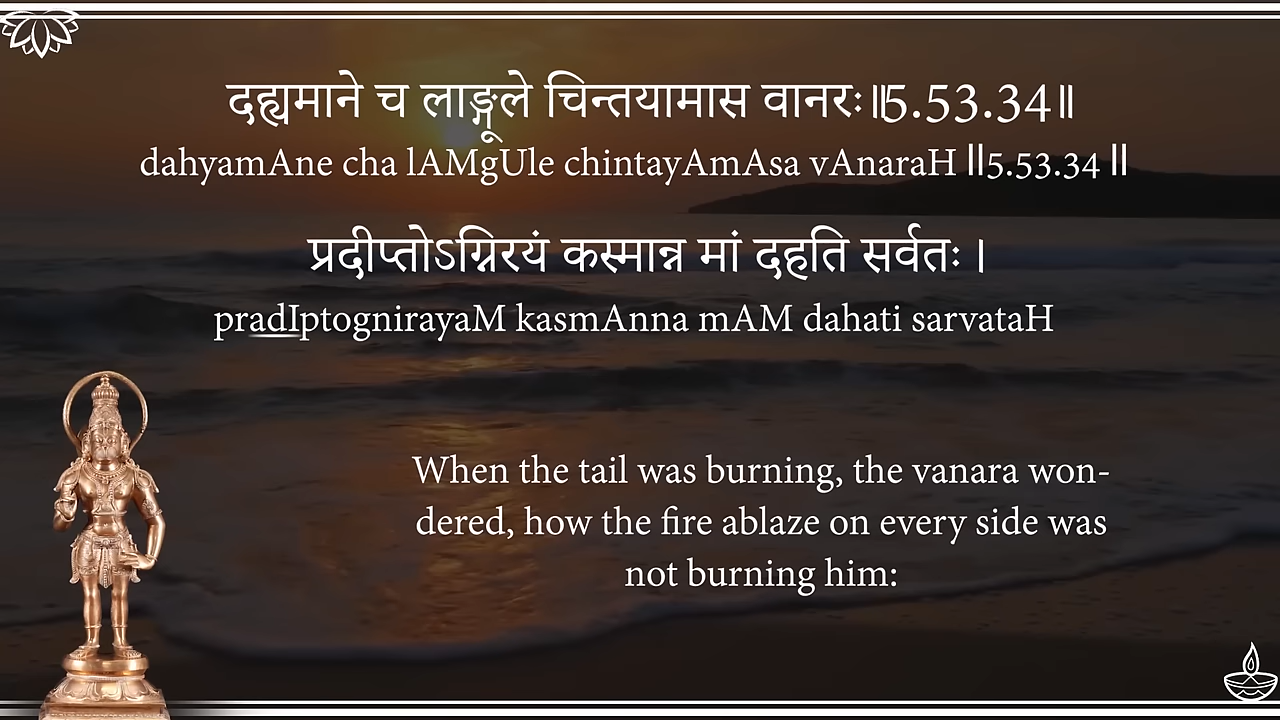 दह्यमाने च लाङ्गूले चिन्तयामास वानरः॥5.53.34॥
dahyamAne cha lAMgUle chintayAmAsa vAnaraH ॥5.53.34 ॥
प्रदीप्तोऽग्निरयं कस्मान्न मां दहति सर्वतः ।
pradIptognirayaM kasmAnna mAM dahati sarvataH
When the tail was burning, the vanara won-
dered, how the fire ablaze on every side was
not burning him: